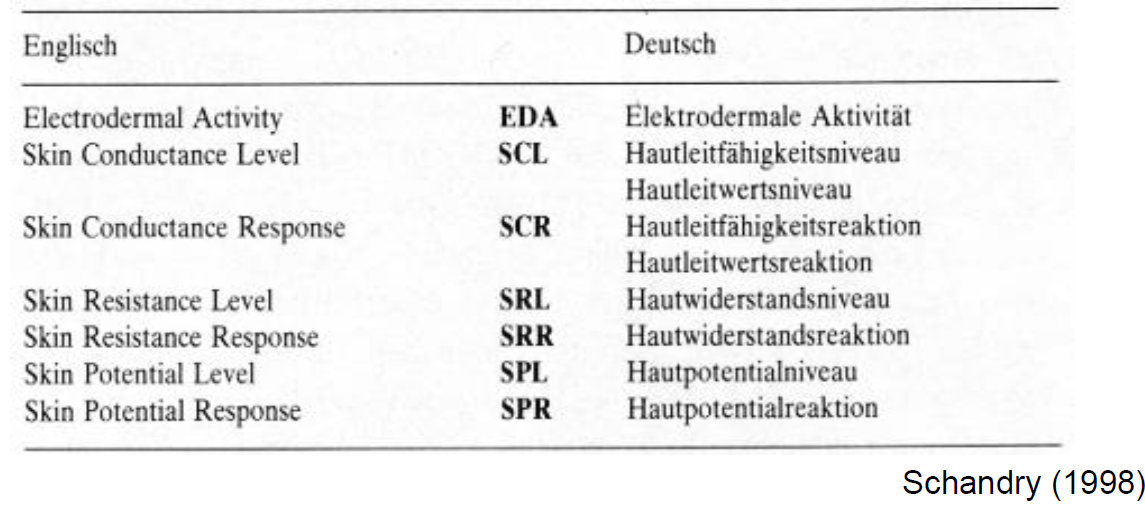 Englisch Deutsch
Electrodermal Activity EDA Elektrodermale Aktivität
Skin Conductance Level SCL Hautleitfähigkeitsniveau
Hautleitwertsniveau
Skin Conductance Response SCR Hautleitfähigkeitsreaktion
Hautleitwertsreaktion
Skin Resistance Level SRL Hautwiderstandsniveau
Skin Resistance Response SRR Hautwiderstandsreaktion
Skin Potential Level SPL Hautpotentialniveau
Skin Potential Response SPR Hautpotentialreaktion
Schandry (1998)